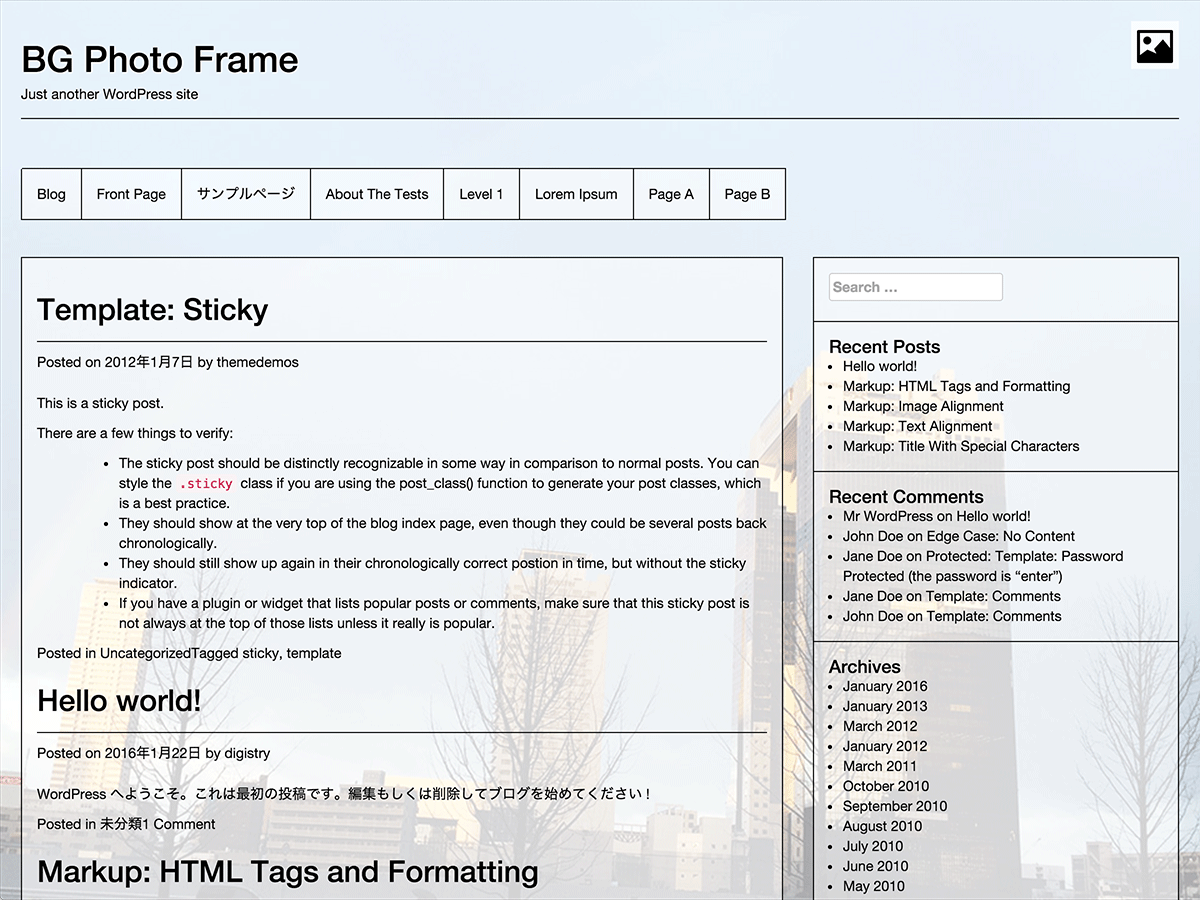 BG Photo Frame
Just another WordPress site
Blog
Front Page
サンプルページ
About The Tests
Level 1
Lorem Ipsum
Page A
Page B
Template: Sticky
Posted on 2012年1月7日 by themedemos
This is a sticky post.
There are a few things to verify:
The sticky post should be distinctly recognizable in some way in comparison to normal posts. You can
style the .sticky class if you are using the post_class() function to generate your post classes, which
is a best practice.
They should show at the very top of the blog index page, even though they could be several posts back
chronologically.
They should still show up again in their chronologically correct postion in time, but without the sticky
indicator.
If you have a plugin or widget that lists popular posts or comments, make sure that this sticky post is
not always at the top of those lists unless it really is popular.
Posted in UncategorizedTagged sticky, template
Hello world!
Posted on 2016年1月22日 by digistry
WordPress へようこそ。これは最初の投稿です。編集もしくは削除してブログを始めてください !
Posted in 未分類1 Comment
Markup: HTML Tags and Formatting
Search ...
Recent Posts
Hello world!
Markup: HTML Tags and Formatting
Markup: Image Alignment
Markup: Text Alignment
Markup: Title With Special Characters
Recent Comments
Mr WordPress on Hello world!
John Doe on Edge Case: No Content
Jane Doe on Protected: Template: Password
Protected (the password is “enter”)
Jane Doe on Template: Comments
John Doe on Template: Comments
Archives
January 2016
January 2013
March 2012
January 2012
March 2011
October 2010
September 2010
August 2010
July 2010
June 2010
May 2010